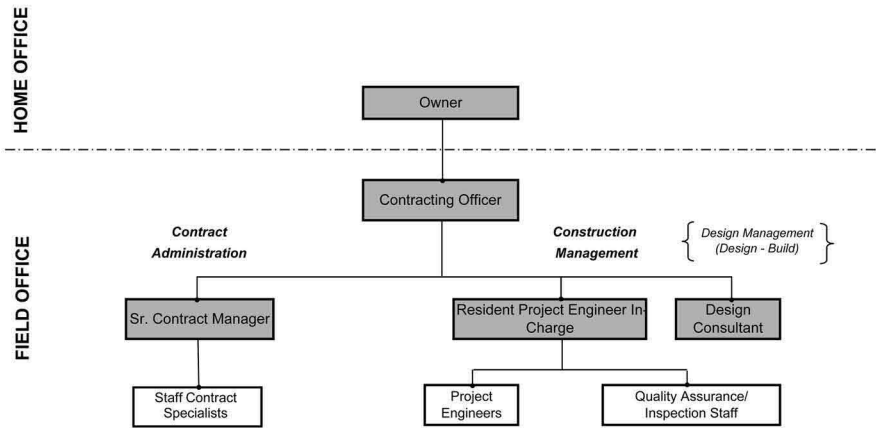 HOME OFFICE
Owner
Contracting Officer
FIELD OFFICE
Contract
Administration
Construction
Management
Design Management
(Design - Build)
Sr. Contract Manager
Resident Project Engineer In-
Charge
Design
Consultant
Staff Contract
Specialists
Project
Engineers
Quality Assurance/
Inspection Staff